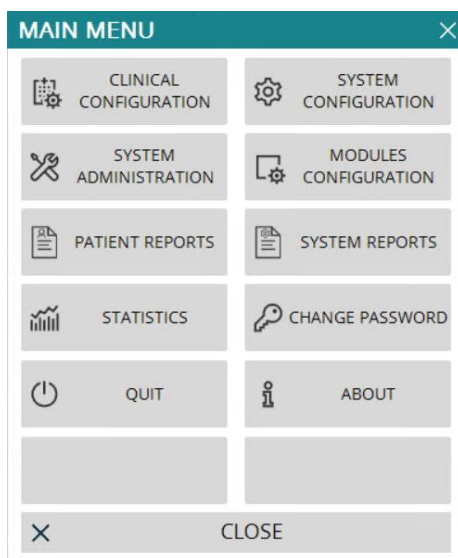 MAIN MENU
CLINICAL
CONFIGURATION
SYSTEM
CONFIGURATION
SYSTEM
ADMINISTRATION
MODULES
CONFIGURATION
PATIENT REPORTS
SYSTEM REPORTS
STATISTICS
CHANGE PASSWORD
QUIT
ABOUT
CLOSE